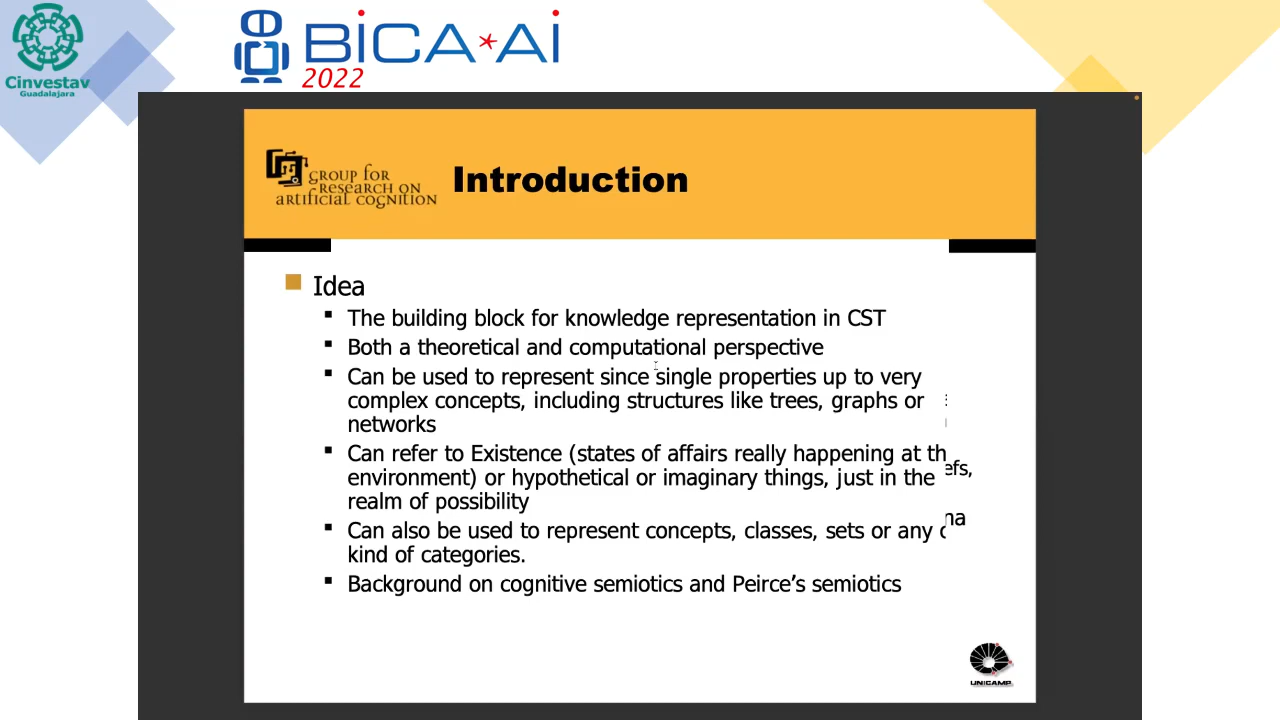 Cinvestav
Guadalajara
BiCA*Ai
2022
GROUP FOR
RESEARCH ON
ARTIFICIAL COGNITION
Introduction
Idea
The building block for knowledge representation in CST
Both a theoretical and computational perspective
Can be used to represent since single properties up to very
complex concepts, including structures like trees, graphs or
networks
Can refer to Existence (states of affairs really happening at th
environment) or hypothetical or imaginary things, just in the
efs,
realm of possibility
na
Can also be used to represent concepts, classes, sets or any
kind of categories.
Background on cognitive semiotics and Peirce's semiotics
UNICAMP